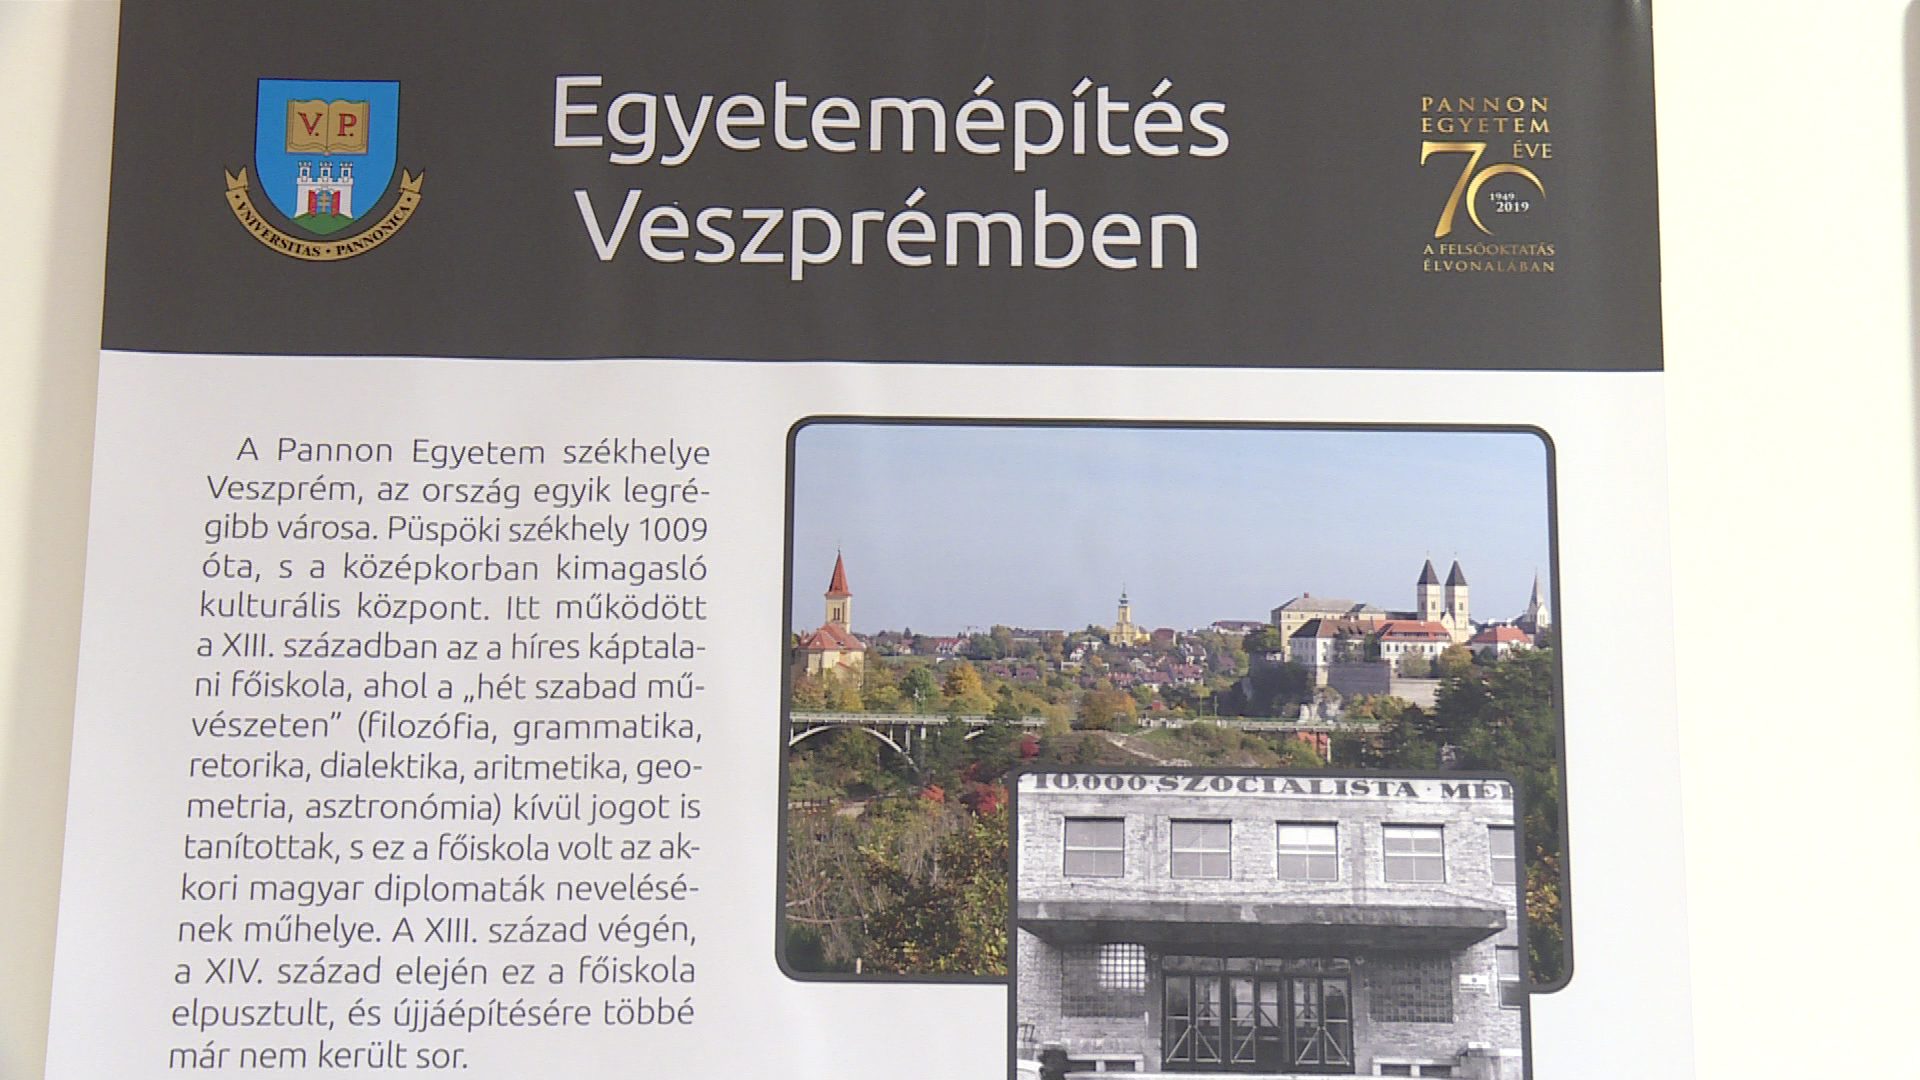 V. P.
VNIVERSITAS • PANNONICA
Egyetemépítés
Veszprémben
PANNON
EGYETEM
ÉVE
70
1949
2019
A FELSŐOKTATÁS
ÉLVONALÁBAN
A Pannon Egyetem székhelye
Veszprém, az ország egyik legré-
gibb városa. Püspöki székhely 1009
óta, s a középkorban kimagasló
kulturális központ. Itt működött
a XIII. században az a híres káptala-
ni főiskola, ahol a „hét szabad mű-
vészeten” (filozófia, grammatika,
retorika, dialektika, aritmetika, geo-
metria, asztronómia) kívül jogot is
tanítottak, s ez a főiskola volt az ak-
kori magyar diplomaták nevelésé-
nek műhelye. A XIII. század végén,
a XIV. század elején ez a főiskola
elpusztult, és újjáépítésére többé
már nem került sor.
10.000 SZOCIALISTA • MÉR